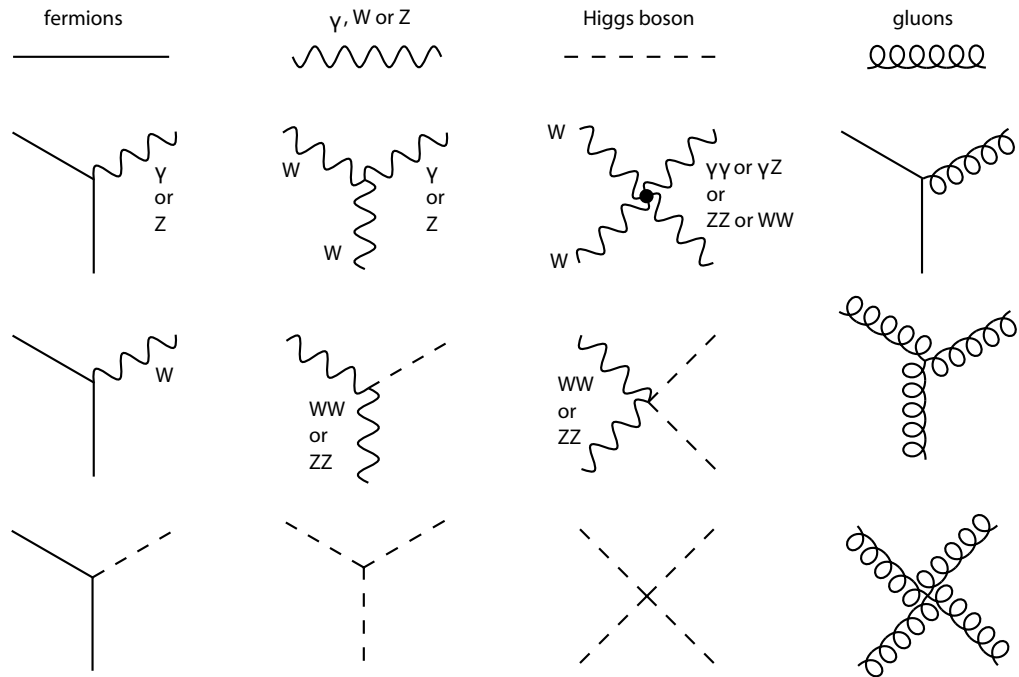 fermions
γ, W or Z
Higgs boson
gluons
γ
or
Z
W
γ
or
Z
W
W
γγ or γZ
or
ZZ or WW
W
W
WW
or
ZZ
WW
or
ZZ